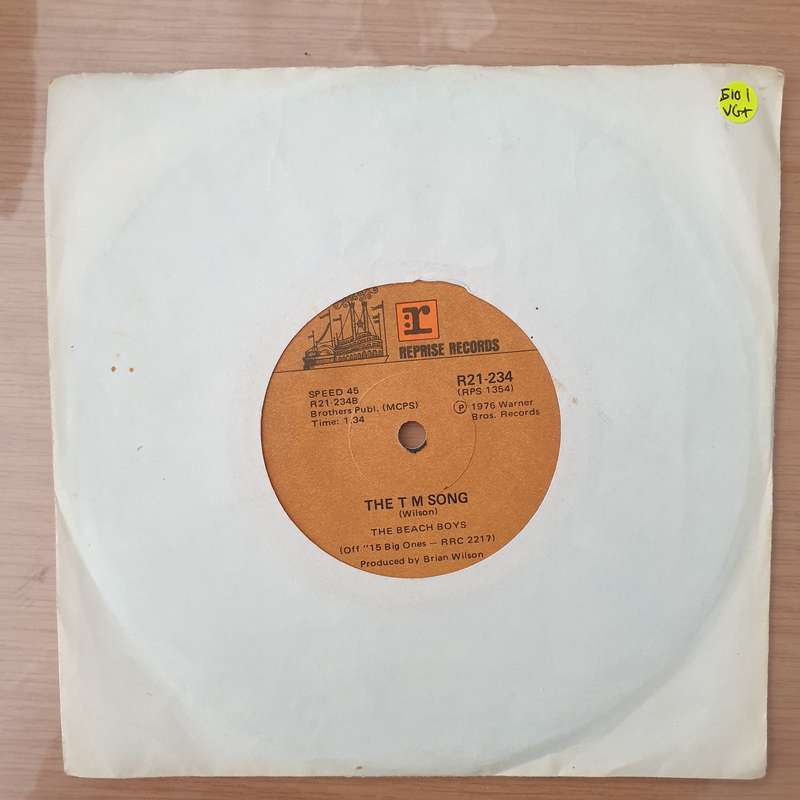 5101
VG+
r
REPRISE RECORDS
SPEED 45
R21-234B
Brothers Publ. (MCPS)
Time: 1.34
R21-234
(RPS 1354)
℗ 1976 Warner
Bros. Records
THE T M SONG
(Wilson)
THE BEACH BOYS
(Off "15 Big Ones — RRC 2217)
Produced by Brian Wilson